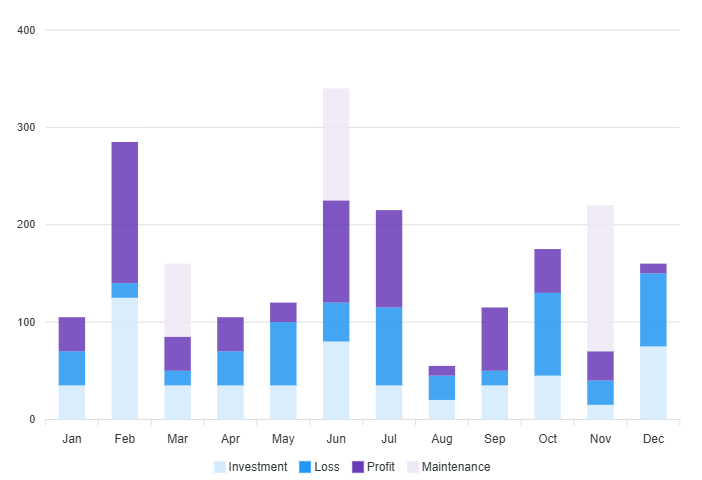 400
300
200
100
0
Jan Feb Mar Apr May Jun Jul Aug Sep Oct Nov Dec
Investment Loss Profit Maintenance